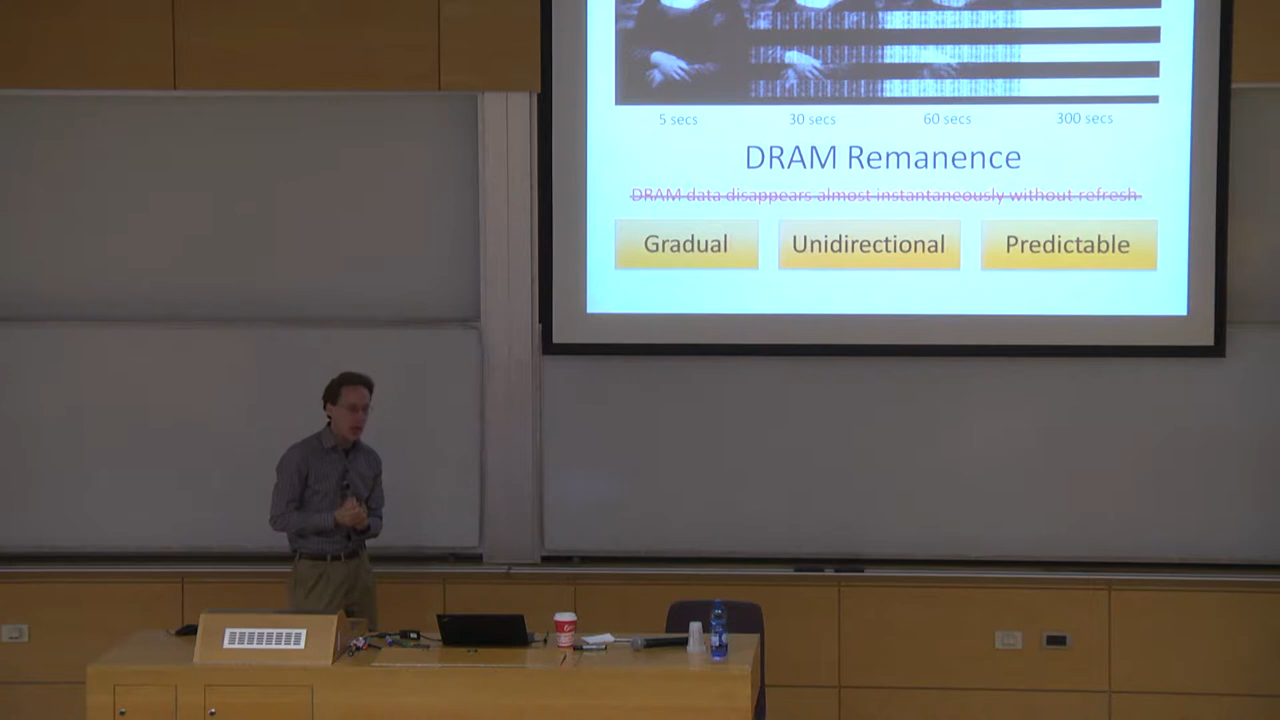 5 secs 30 secs 60 secs 300 secs
DRAM Remanence
DRAM data disappears almost instantaneously without refresh
Gradual Unidirectional Predictable